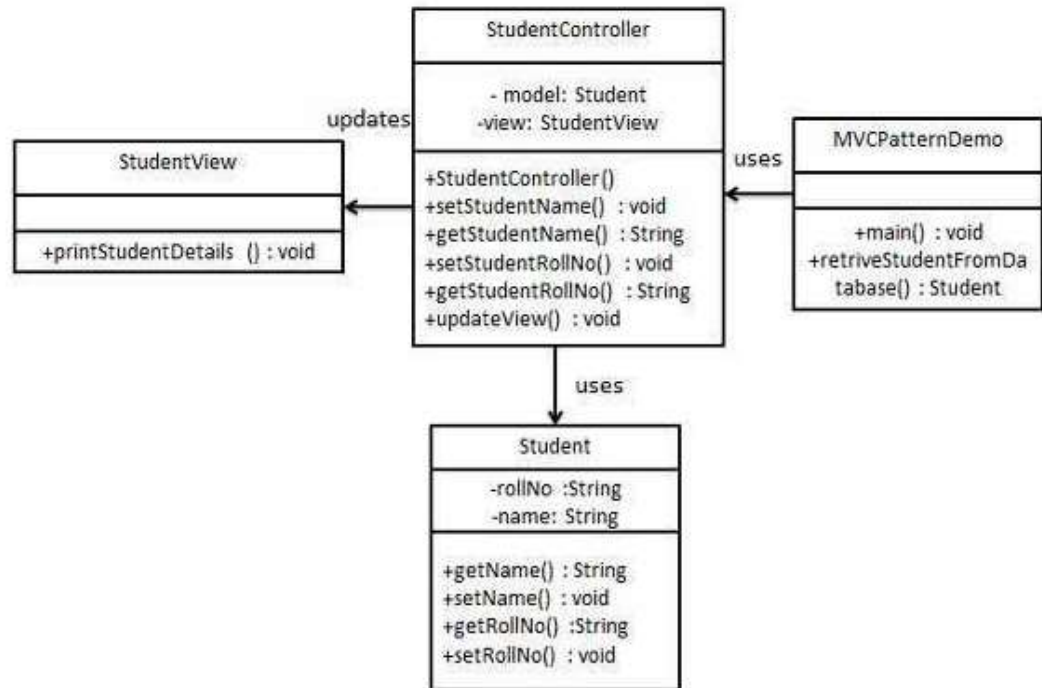 StudentController
- model: Student
-view: StudentView
+StudentController()
+setStudentName() : void
+getStudentName() : String
+setStudentRollNo() : void
+getStudentRollNo() : String
+updateView() : void
updates
StudentView
+printStudentDetails () : void
uses
MVCPatternDemo
+main() : void
+retriveStudentFromDa
tabase() : Student
uses
Student
-rollNo :String
-name: String
+getName() : String
+setName() : void
+getRollNo() :String
+setRollNo() : void